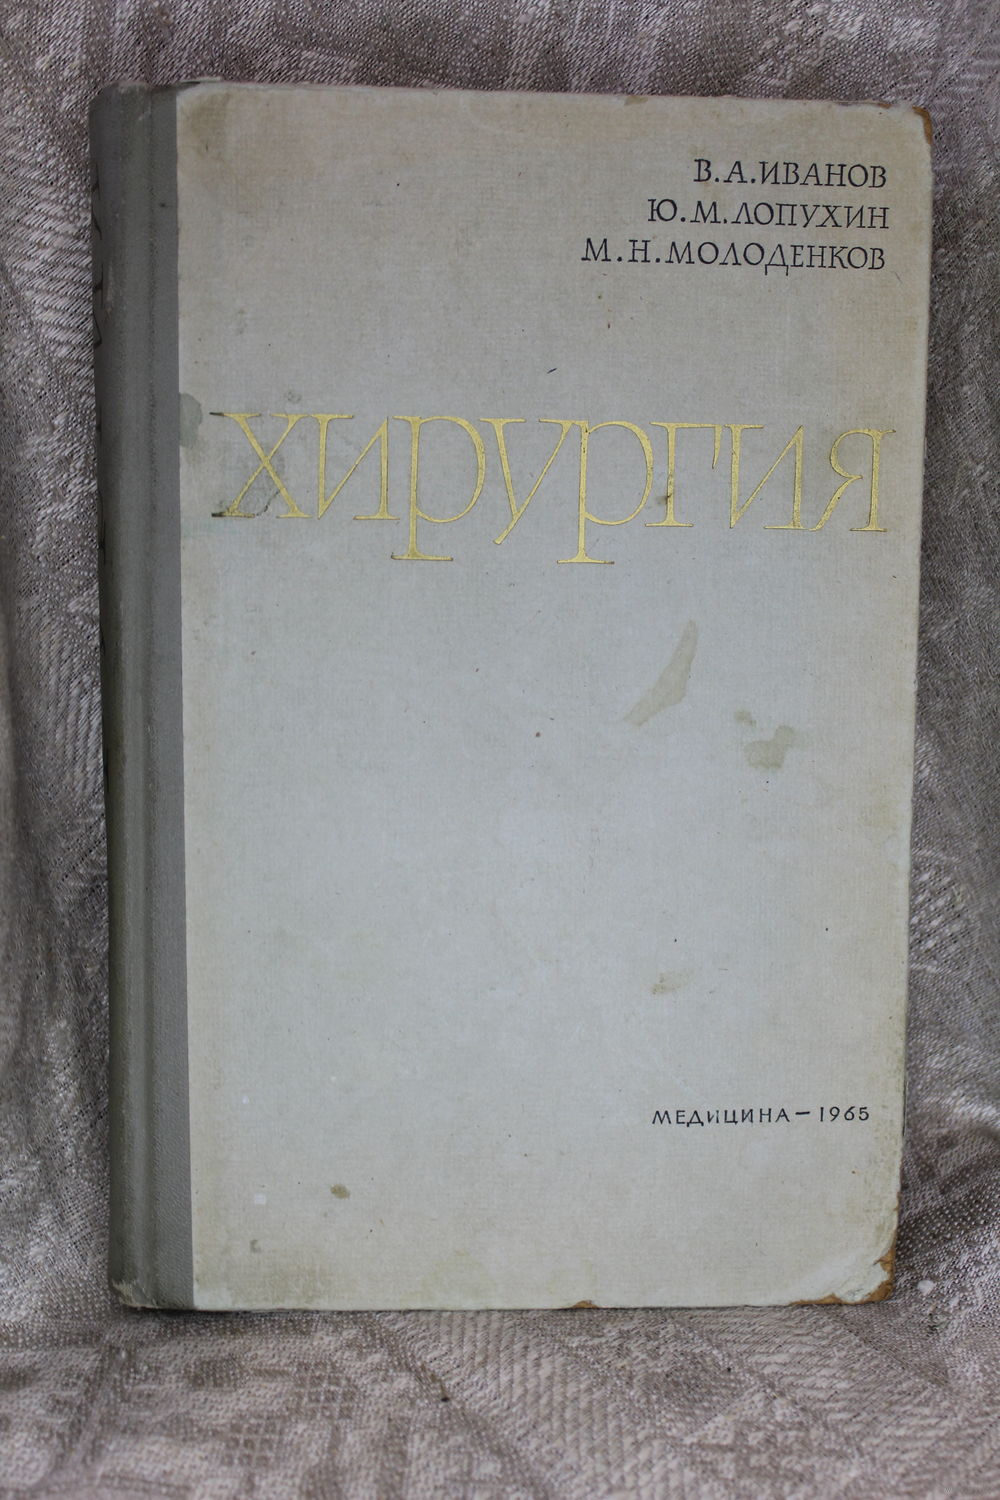 В.А.ИВАНОВ
Ю.М.ЛОПУХИН
М.Н.МОЛОДЕНКОВ
ХИРУРГИЯ
МЕДИЦИНА—1965